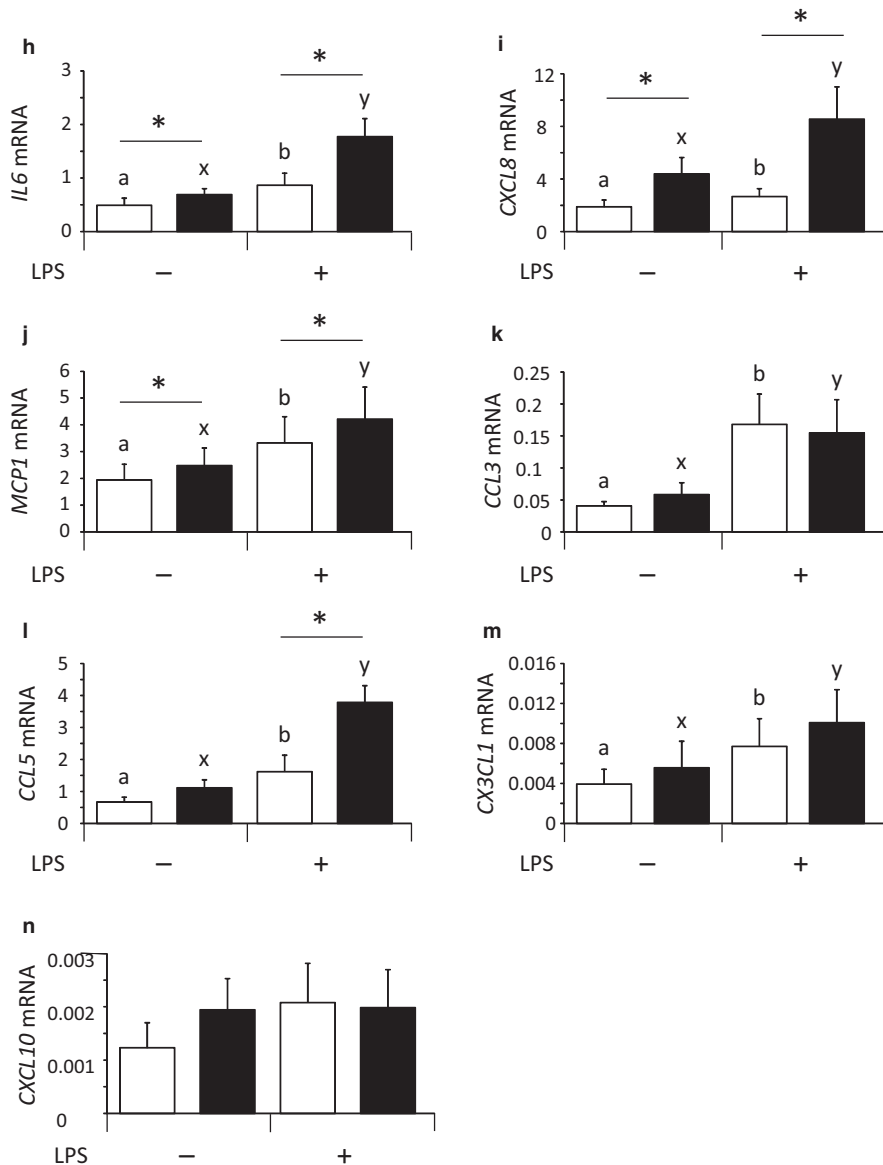 h
*
*
3
2
1
0
IL6 mRNA
a
x
b
y
LPS
−
+
i
*
*
12
8
4
0
CXCL8 mRNA
a
x
b
y
LPS
−
+
j
*
*
6
5
4
3
2
1
0
MCP1 mRNA
a
x
b
y
LPS
−
+
k
0.25
0.2
0.15
0.1
0.05
0
CCL3 mRNA
a
x
b
y
LPS
−
+
l
*
5
4
3
2
1
0
CCL5 mRNA
a
x
b
y
LPS
−
+
m
0.016
0.012
0.008
0.004
0
CX3CL1 mRNA
a
x
b
y
LPS
−
+
n
0.003
0.002
0.001
0
CXCL10 mRNA
LPS
−
+